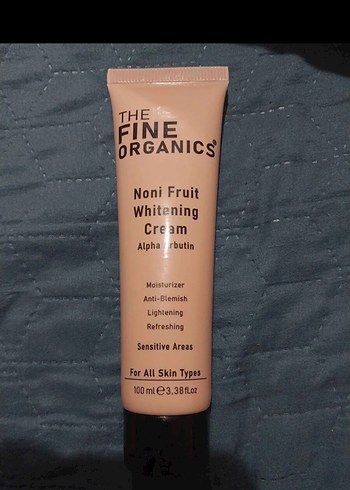 THE
FINE
ORGANICS®
Noni Fruit
Whitening
Cream
Alpha Arbutin
Moisturizer
Anti-Blemish
Lightening
Refreshing
Sensitive Areas
For All Skin Types
100 ml ℮ 3,38 fl.oz